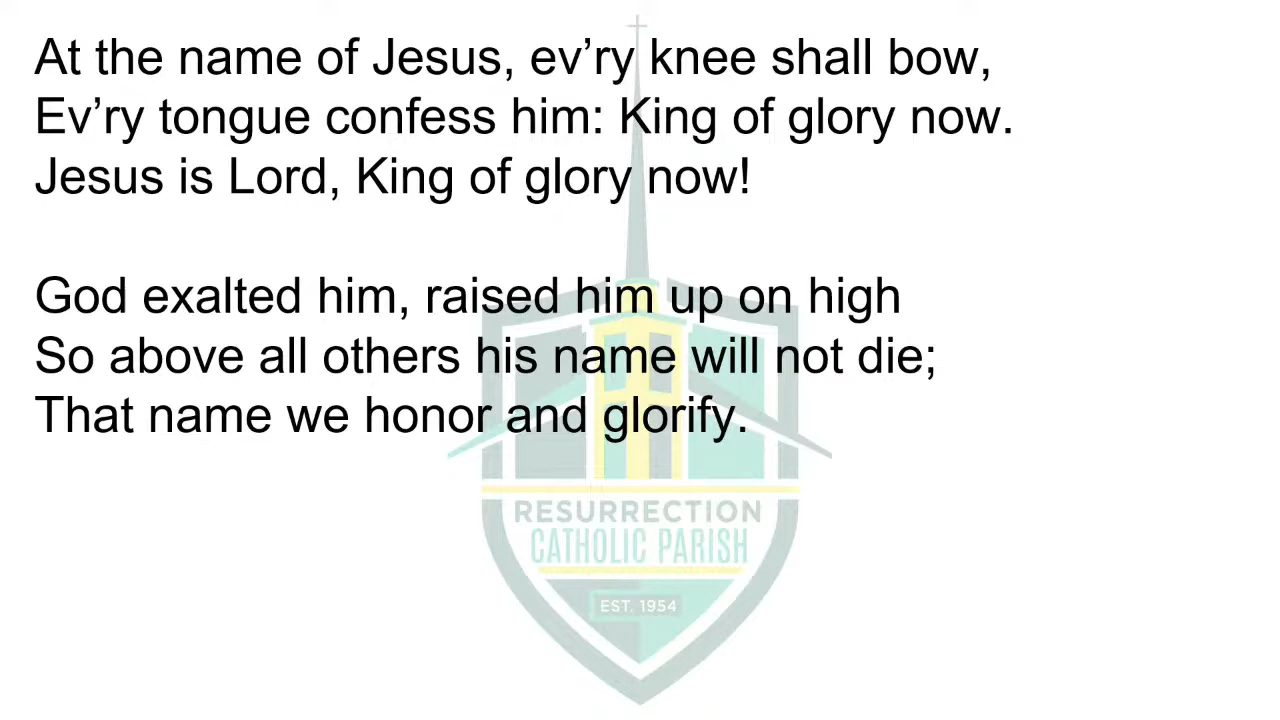 At the name of Jesus, ev’ry knee shall bow,
Ev’ry tongue confess him: King of glory now.
Jesus is Lord, King of glory now!
God exalted him, raised him up on high
So above all others his name will not die;
That name we honor and glorify.
RESURRECTION
CATHOLIC PARISH
EST. 1954